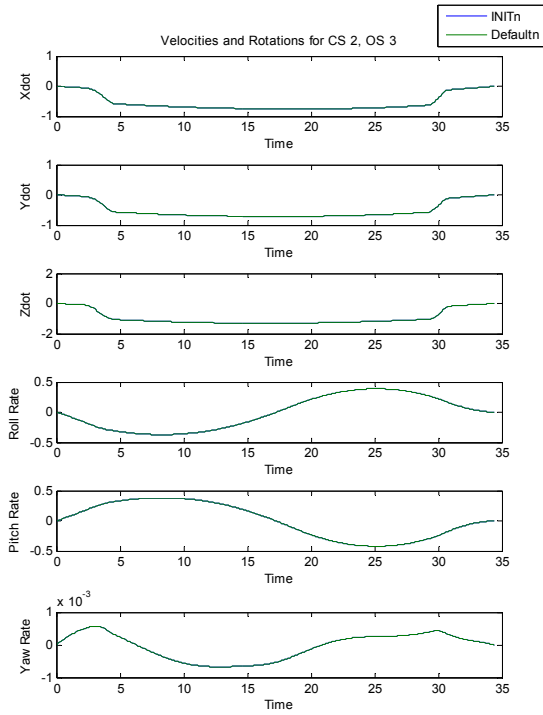 INITn
Defaultn
Velocities and Rotations for CS 2, OS 3
1
0
-1
Xdot
0 5 10 15 20 25 30 35
Time
1
0
-1
Ydot
0 5 10 15 20 25 30 35
Time
2
0
-2
Zdot
0 5 10 15 20 25 30 35
Time
0.5
0
-0.5
Roll Rate
0 5 10 15 20 25 30 35
Time
0.5
0
-0.5
Pitch Rate
0 5 10 15 20 25 30 35
Time
x 10^-3
1
0
-1
Yaw Rate
0 5 10 15 20 25 30 35
Time